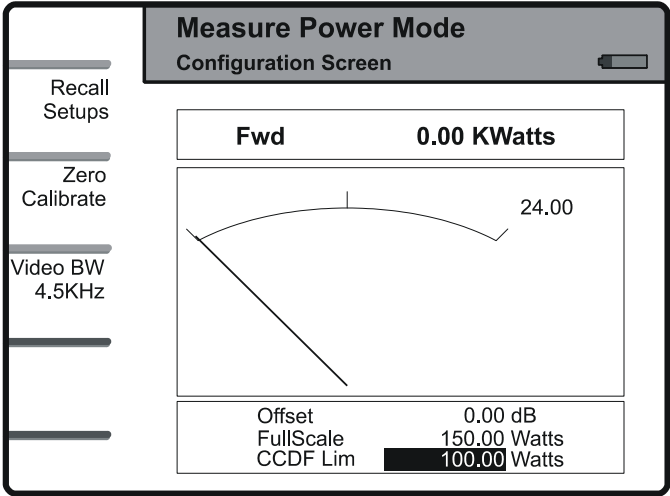 Measure Power Mode
Configuration Screen
Recall
Setups
Zero
Calibrate
Video BW
4.5KHz
Fwd 0.00 KWatts
24.00
Offset 0.00 dB
FullScale 150.00 Watts
CCDF Lim 100.00 Watts